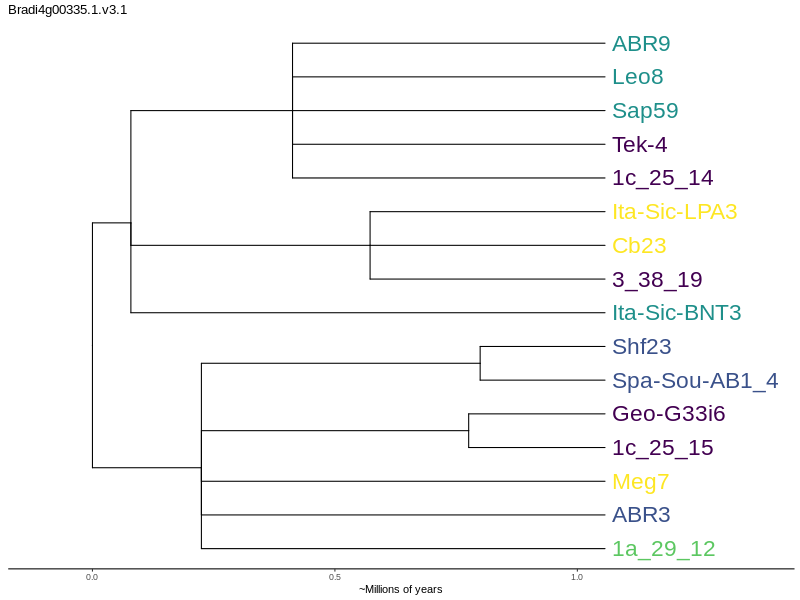 Bradi4g00335.1.v3.1
ABR9
Leo8
Sap59
Tek-4
1c_25_14
Ita-Sic-LPA3
Cb23
3_38_19
Ita-Sic-BNT3
Shf23
Spa-Sou-AB1_4
Geo-G33i6
1c_25_15
Meg7
ABR3
1a_29_12
0.0 0.5 1.0
~Millions of years